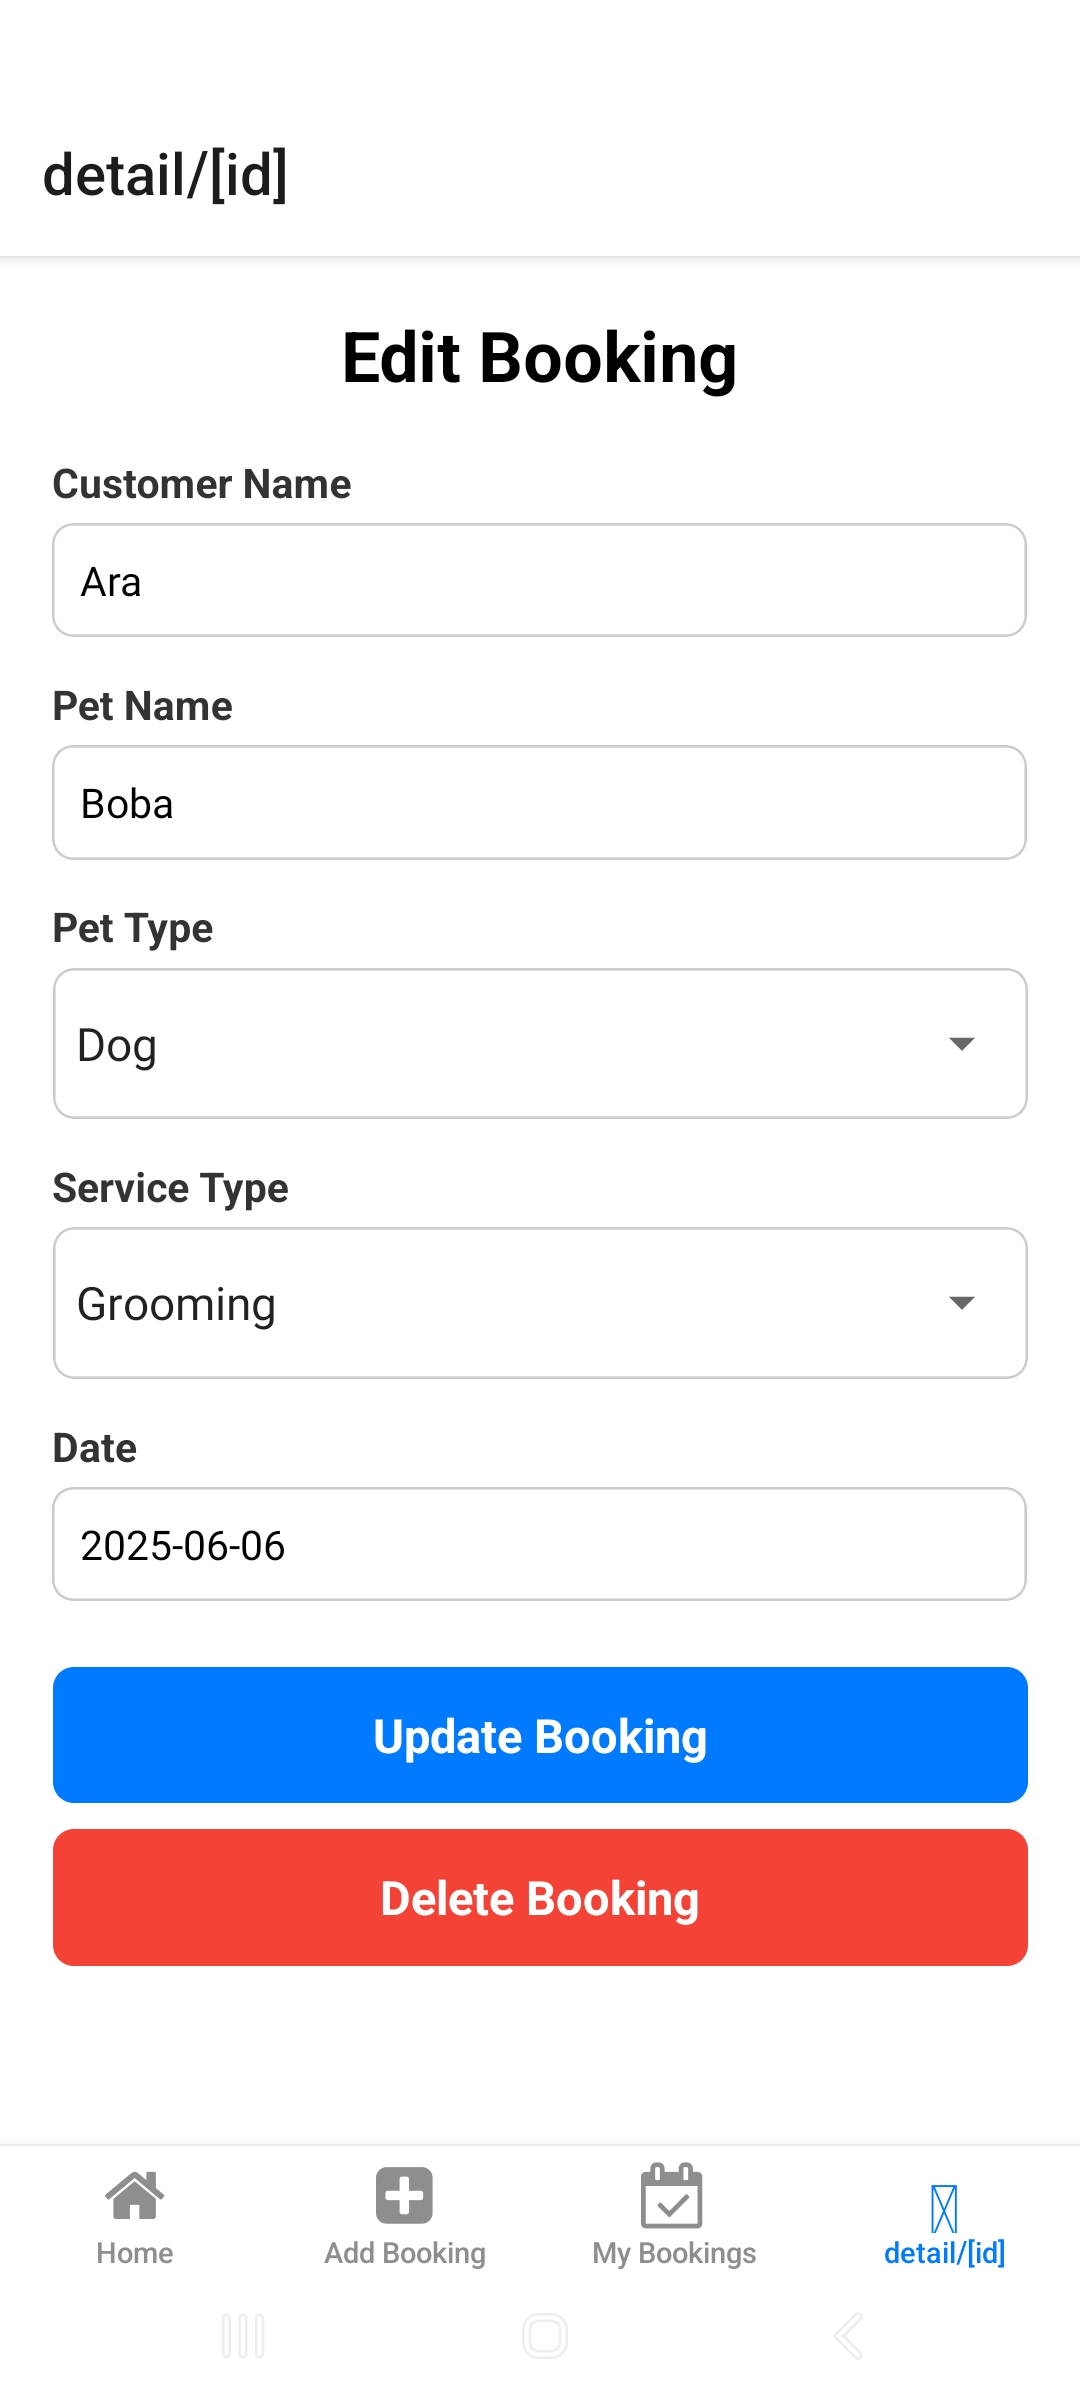 detail/[id]
Edit Booking
Customer Name
Ara
Pet Name
Boba
Pet Type
Dog
Service Type
Grooming
Date
2025-06-06
Update Booking
Delete Booking
Home
Add Booking
My Bookings
detail/[id]